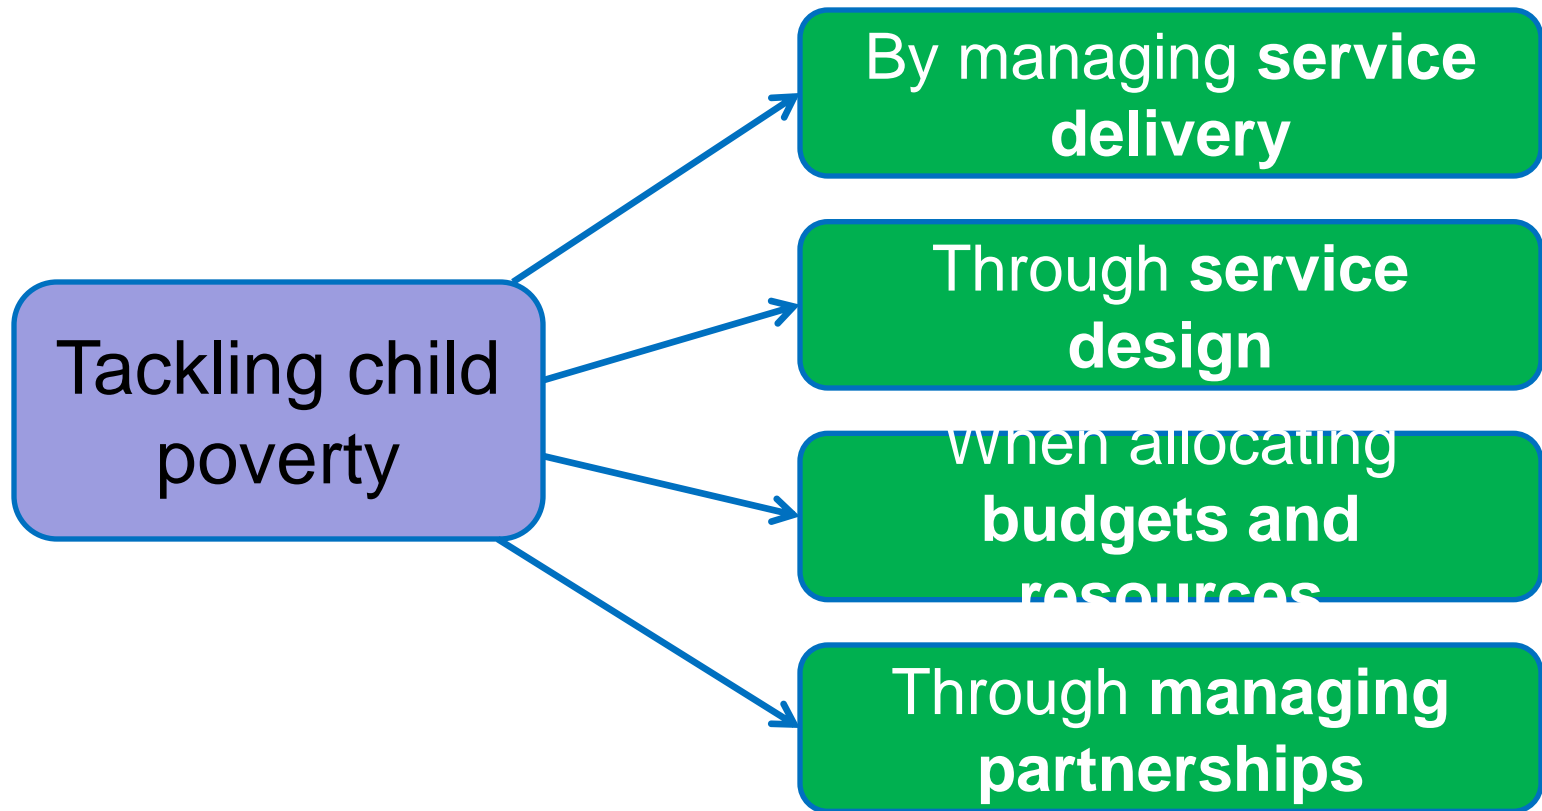 Tackling child
poverty
By managing service
delivery
Through service
design
When allocating
budgets and
resources
Through managing
partnerships